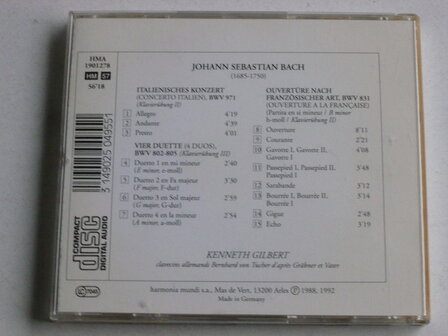 HMA
1901278
HM 57
56'18
3 149025 049551
COMPACT
disc
DIGITAL AUDIO
JOHANN SEBASTIAN BACH
(1685-1750)
ITALIENISCHES KONZERT
(CONCERTO ITALIEN), BWV 971
(Klavierübung II)
1 Allegro 4'19
2 Andante 4'39
3 Presto 4'01
VIER DUETTE (4 DUOS),
BWV 802-805 (Klavierübung III)
4 Duetto 1 en mi mineur 2'40
(E minor, e-moll)
5 Duetto 2 en Fa majeur 3'30
(F major, F-dur)
6 Duetto 3 en Sol majeur 2'59
(G major, G-dur)
7 Duetto 4 en la mineur 2'54
(A minor, a-moll)
OUVERTÜRE NACH
FRANZÖSISCHER ART, BWV 831
(OUVERTURE A LA FRANÇAISE)
(Partita en si mineur / B minor
h-moll / Klavierübung II)
8 Ouverture 8'11
9 Courante 2'21
10 Gavotte I, Gavotte II, 4'08
Gavotte I
11 Passepied I, Passepied II, 3'48
Passepied I
12 Sarabande 3'12
13 Bourrée I, Bourrée II, 3'14
Bourrée I
14 Gigue 2'48
15 Echo 3'19
KENNETH GILBERT
clavecins allemands Bernhard von Tucher d'après Gräbner et Vater
harmonia mundi s.a., Mas de Vert, 13200 Arles Ⓟ 1988, 1992
Made in Germany